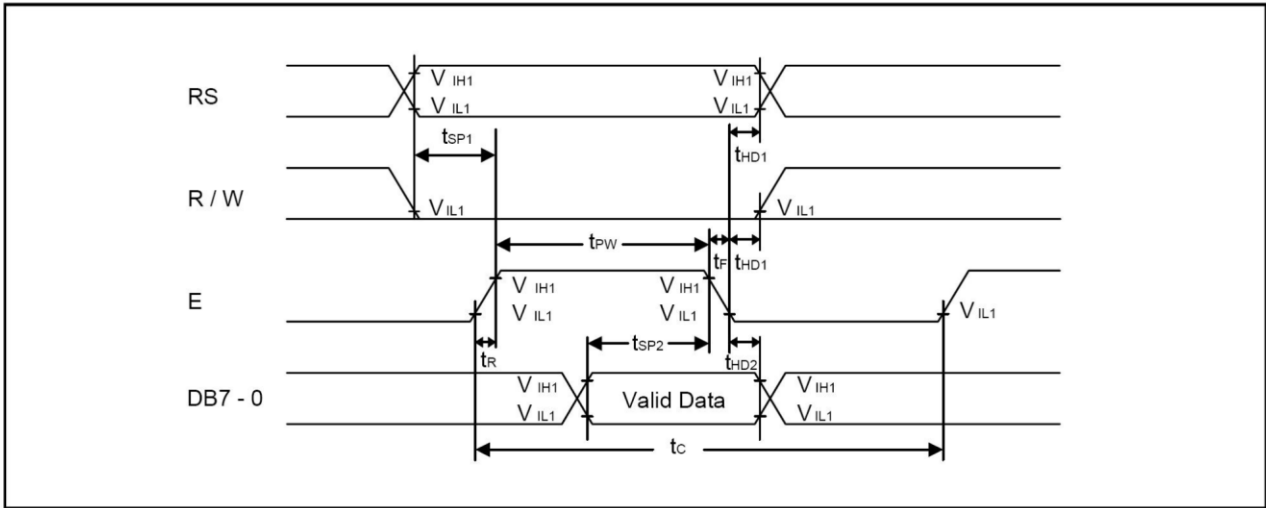 RS
V IH1
V IH1
V IL1
V IL1
tSP1
tHD1
R / W
V IL1
V IL1
tPW
tF
tHD1
E
V IH1
V IH1
V IL1
V IL1
V IL1
tR
tSP2
tHD2
DB7 - 0
V IH1
V IH1
Valid Data
V IL1
V IL1
tC